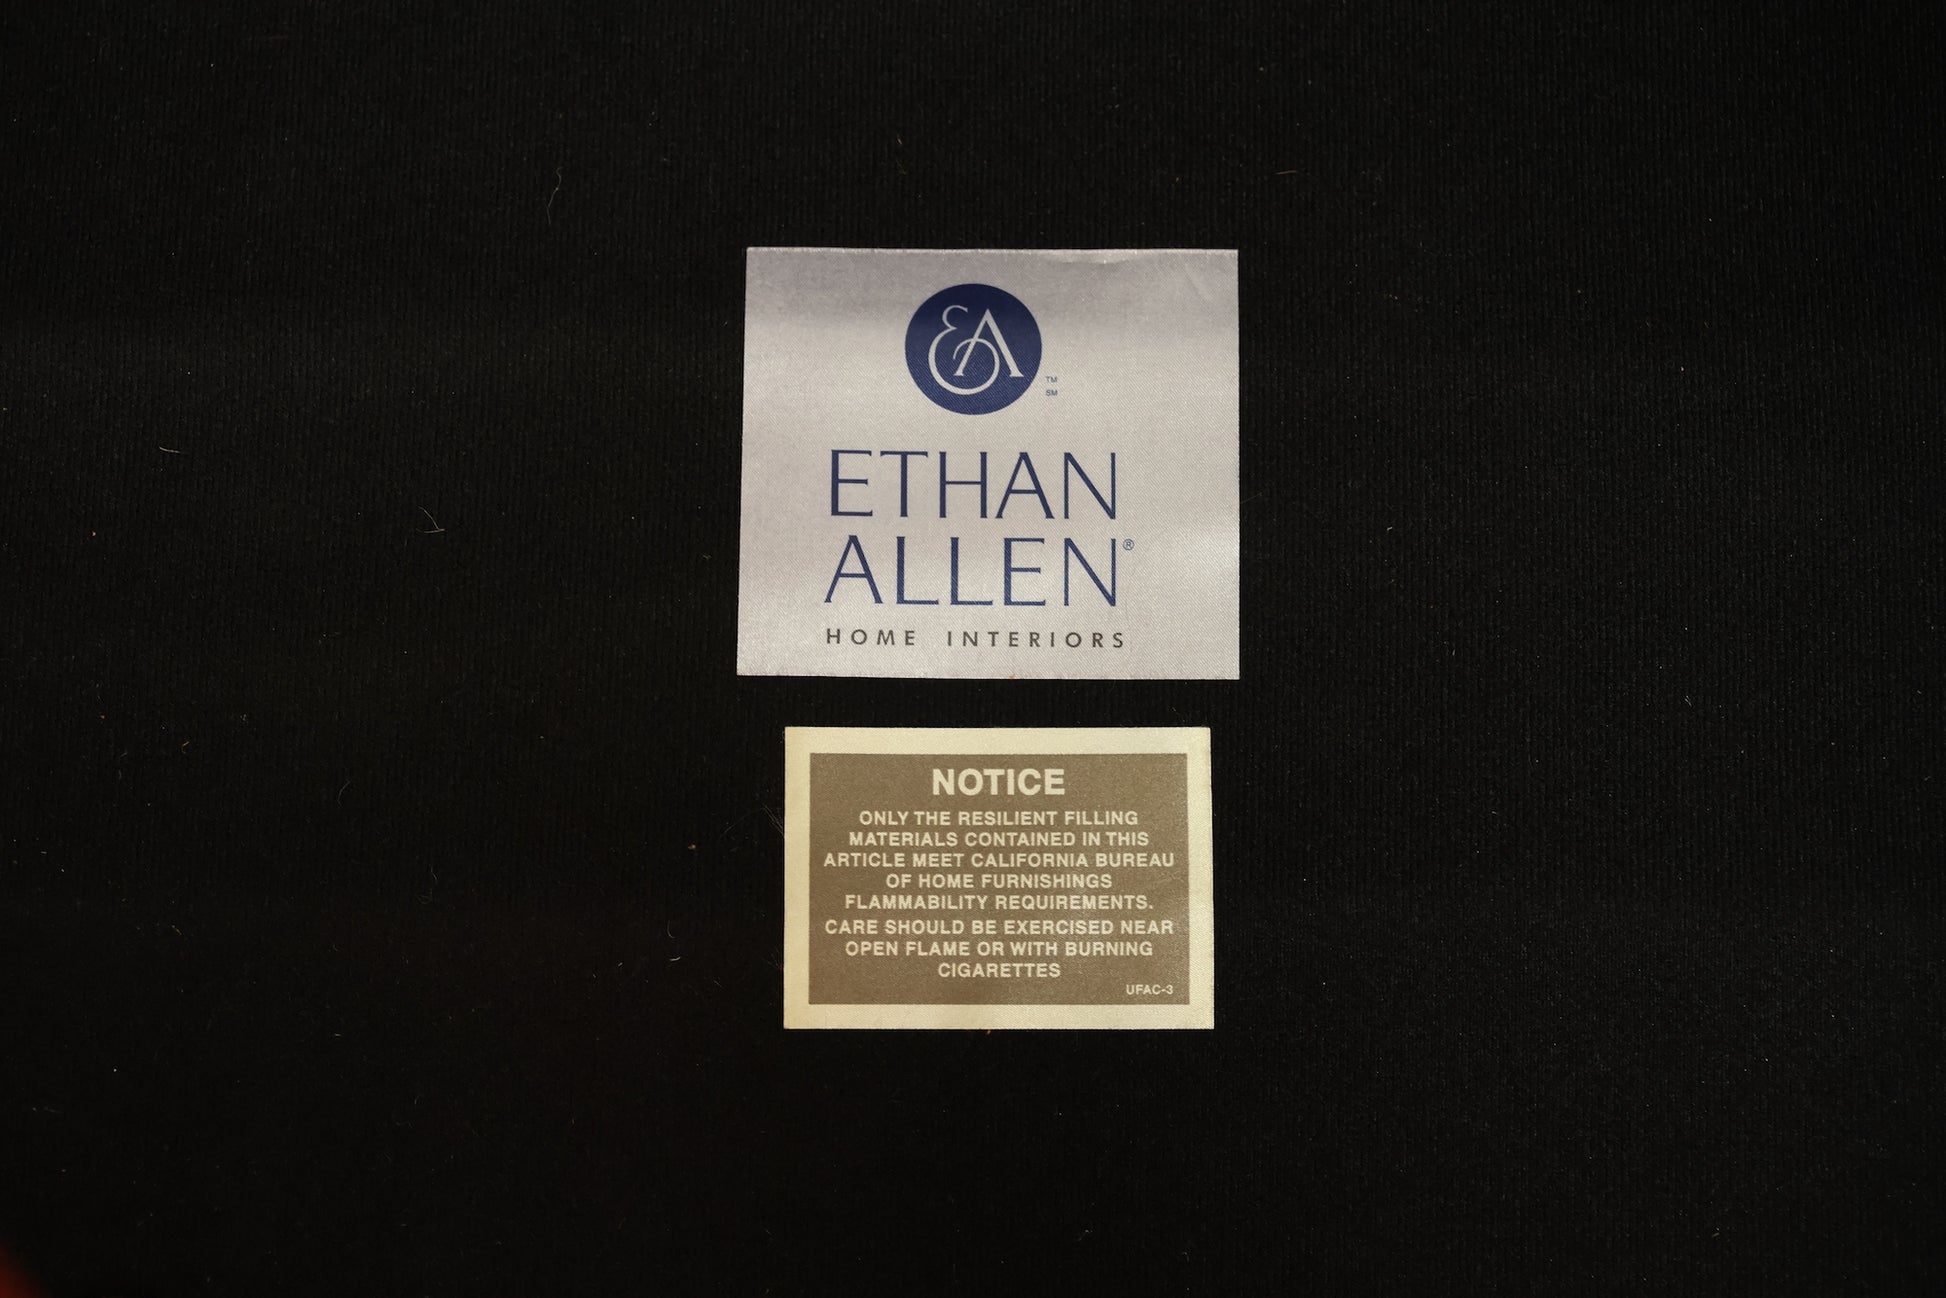 EA
TM
SM
ETHAN
ALLEN®
HOME INTERIORS
NOTICE
ONLY THE RESILIENT FILLING
MATERIALS CONTAINED IN THIS
ARTICLE MEET CALIFORNIA BUREAU
OF HOME FURNISHINGS
FLAMMABILITY REQUIREMENTS.
CARE SHOULD BE EXERCISED NEAR
OPEN FLAME OR WITH BURNING
CIGARETTES
UFAC-3